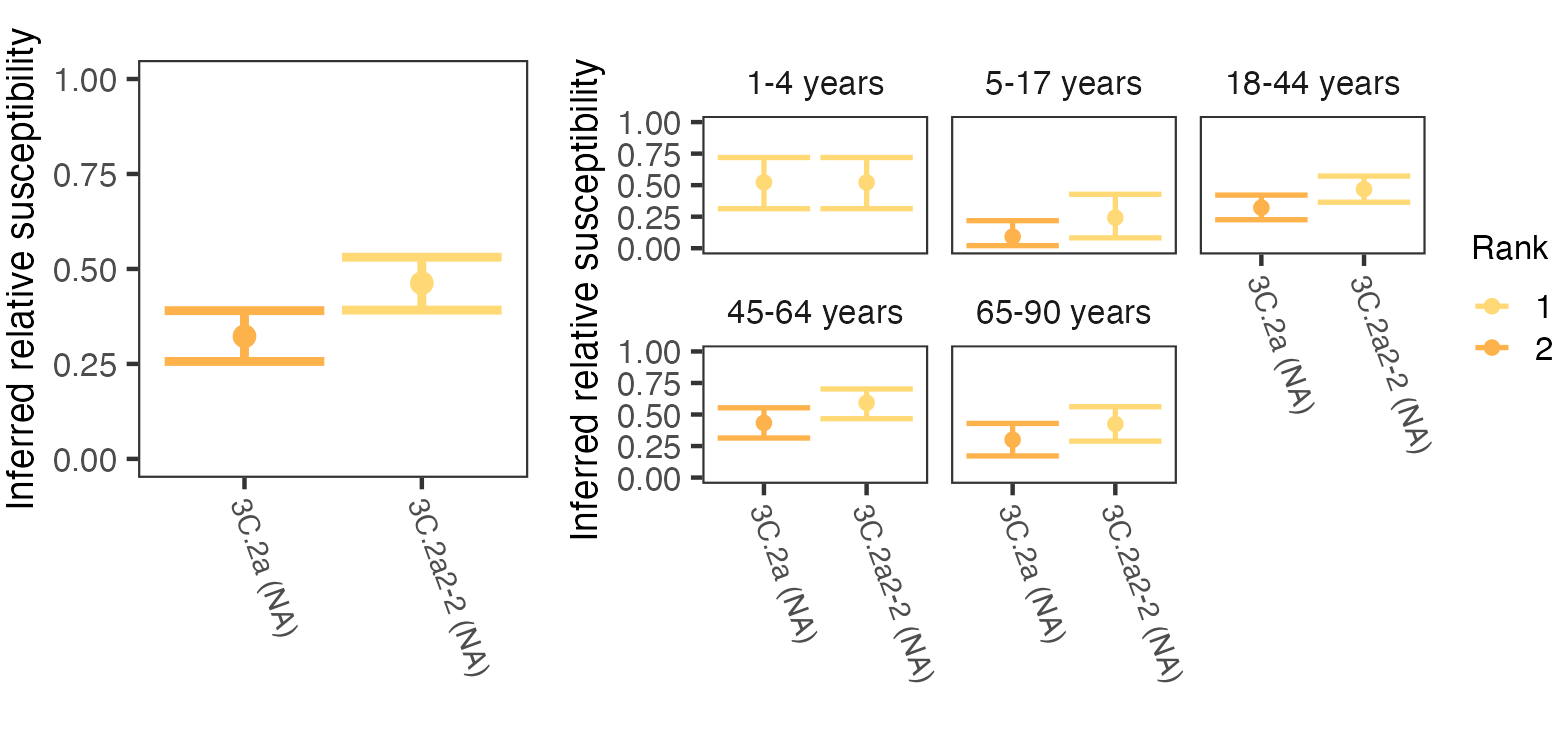 Inferred relative susceptibility
1.00
0.75
0.50
0.25
0.00
3C.2a (NA)
3C.2a2-2 (NA)
Inferred relative susceptibility
1-4 years
5-17 years
18-44 years
1.00
0.75
0.50
0.25
0.00
3C.2a (NA)
3C.2a2-2 (NA)
45-64 years
65-90 years
1.00
0.75
0.50
0.25
0.00
3C.2a (NA)
3C.2a2-2 (NA)
3C.2a (NA)
3C.2a2-2 (NA)
Rank
1
2